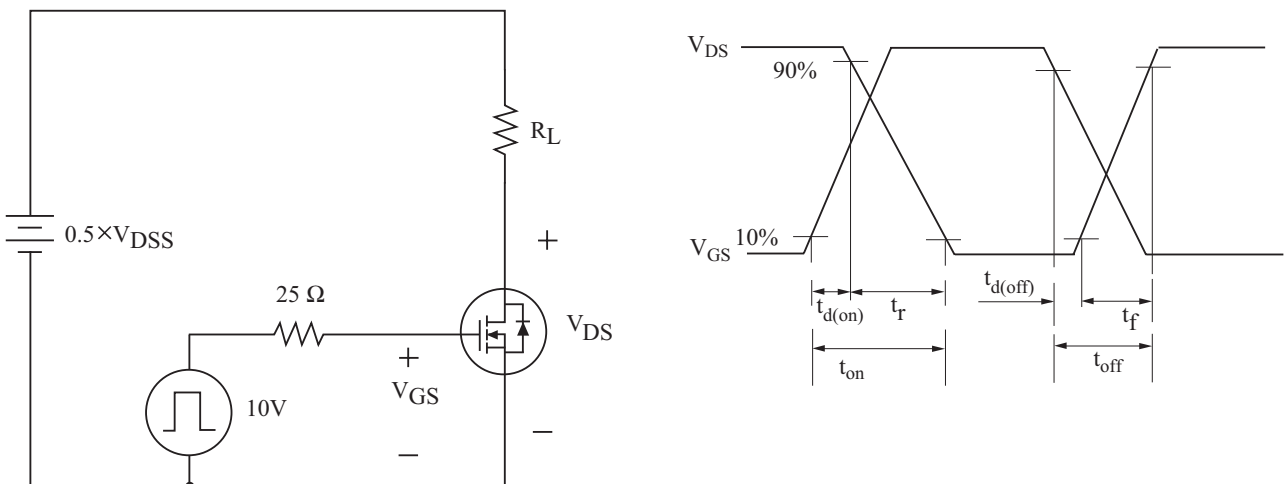 R_L
0.5×V_DSS
25 Ω
10V
+
V_GS
−
+
V_DS
−
V_DS
90%
V_GS 10%
t_d(on)
t_r
t_on
t_d(off)
t_f
t_off